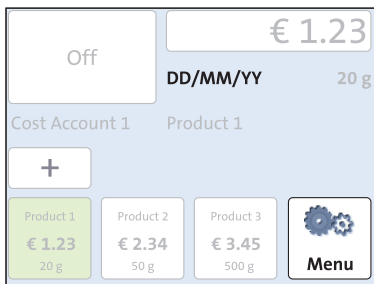 Off
€ 1.23
DD/MM/YY 20 g
Cost Account 1 Product 1
+
Product 1 Product 2 Product 3
€ 1.23 € 2.34 € 3.45
20 g 50 g 500 g
Menu